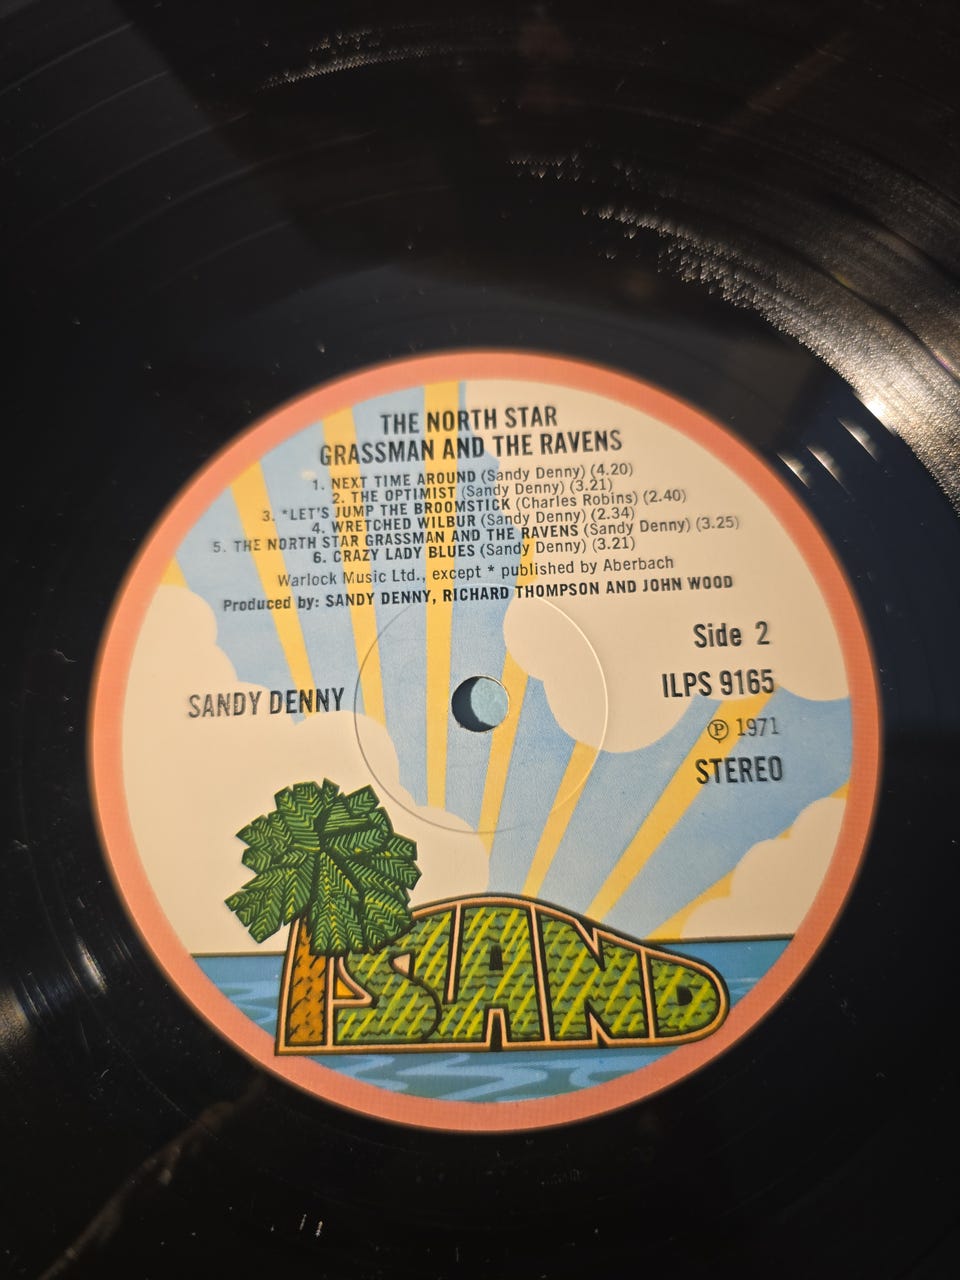 THE NORTH STAR
GRASSMAN AND THE RAVENS
1. NEXT TIME AROUND (Sandy Denny) (4.20)
2. THE OPTIMIST (Sandy Denny) (3.21)
3. *LET'S JUMP THE BROOMSTICK (Charles Robins) (2.40)
4. WRETCHED WILBUR (Sandy Denny) (2.34)
5. THE NORTH STAR GRASSMAN AND THE RAVENS (Sandy Denny) (3.25)
6. CRAZY LADY BLUES (Sandy Denny) (3.21)
Warlock Music Ltd., except * published by Aberbach
Produced by: SANDY DENNY, RICHARD THOMPSON AND JOHN WOOD
Side 2
SANDY DENNY
ILPS 9165
℗ 1971
STEREO
ISLAND